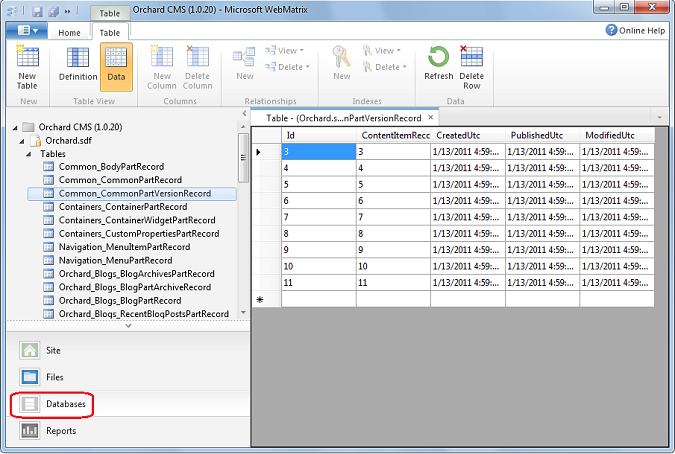 Orchard CMS (1.0.20) - Microsoft WebMatrix
Table
Home
Table
Online Help
New Table
Definition
Data
New Column
Delete Column
New
View
Delete
New
View
Delete
Refresh
Delete Row
New
Table View
Columns
Relationships
Indexes
Data
Orchard CMS (1.0.20)
Orchard.sdf
Tables
Common_BodyPartRecord
Common_CommonPartRecord
Common_CommonPartVersionRecord
Containers_ContainerPartRecord
Containers_ContainerWidgetPartRecord
Containers_CustomPropertiesPartRecord
Navigation_MenuItemPartRecord
Navigation_MenuPartRecord
Orchard_Blogs_BlogArchivesPartRecord
Orchard_Blogs_BlogPartArchiveRecord
Orchard_Blogs_BlogPartRecord
Orchard_Blogs_RecentBlogPostsPartRecord
Site
Files
Databases
Reports
Table - (Orchard.s...nPartVersionRecord
Id ContentItemRecc CreatedUtc PublishedUtc ModifiedUtc
3 3 1/13/2011 4:59:... 1/13/2011 4:59:... 1/13/2011 4:59:...
4 4 1/13/2011 4:59:... 1/13/2011 4:59:... 1/13/2011 4:59:...
5 5 1/13/2011 4:59:... 1/13/2011 4:59:... 1/13/2011 4:59:...
6 6 1/13/2011 4:59:... 1/13/2011 4:59:... 1/13/2011 4:59:...
7 7 1/13/2011 4:59:... 1/13/2011 4:59:... 1/13/2011 4:59:...
8 8 1/13/2011 4:59:... 1/13/2011 4:59:... 1/13/2011 4:59:...
9 9 1/13/2011 4:59:... 1/13/2011 4:59:... 1/13/2011 4:59:...
10 10 1/13/2011 4:59:... 1/13/2011 4:59:... 1/13/2011 4:59:...
11 11 1/13/2011 4:59:... 1/13/2011 4:59:... 1/13/2011 4:59:...